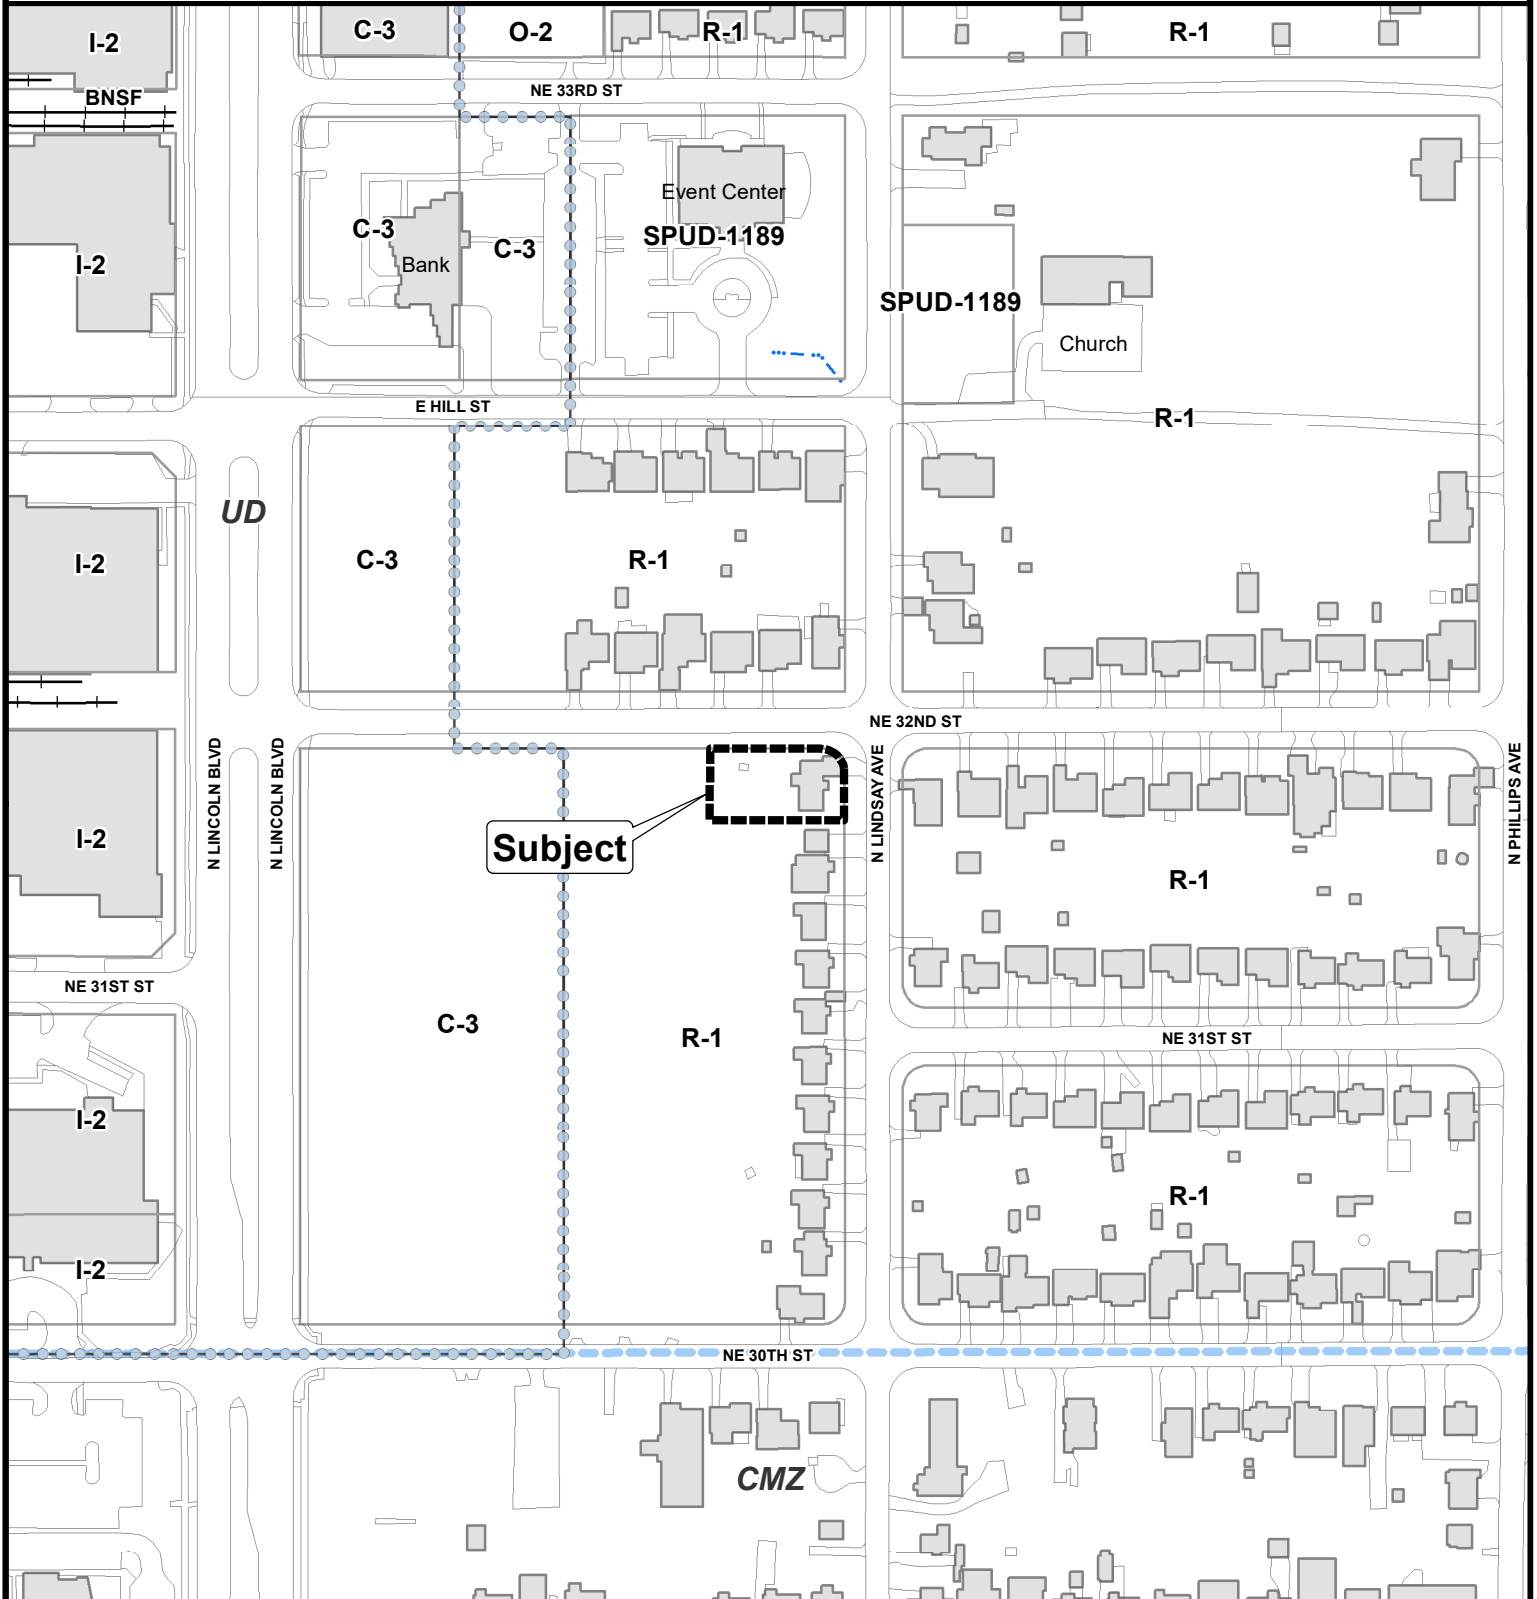 I-2
C-3
O-2
R-1
R-1
BNSF
NE 33RD ST
Event Center
C-3
C-3
SPUD-1189
Bank
I-2
SPUD-1189
Church
E HILL ST
R-1
UD
I-2
C-3
R-1
NE 32ND ST
N LINCOLN BLVD
N LINCOLN BLVD
N LINDSAY AVE
N PHILLIPS AVE
I-2
Subject
R-1
NE 31ST ST
C-3
R-1
NE 31ST ST
I-2
R-1
I-2
NE 30TH ST
CMZ